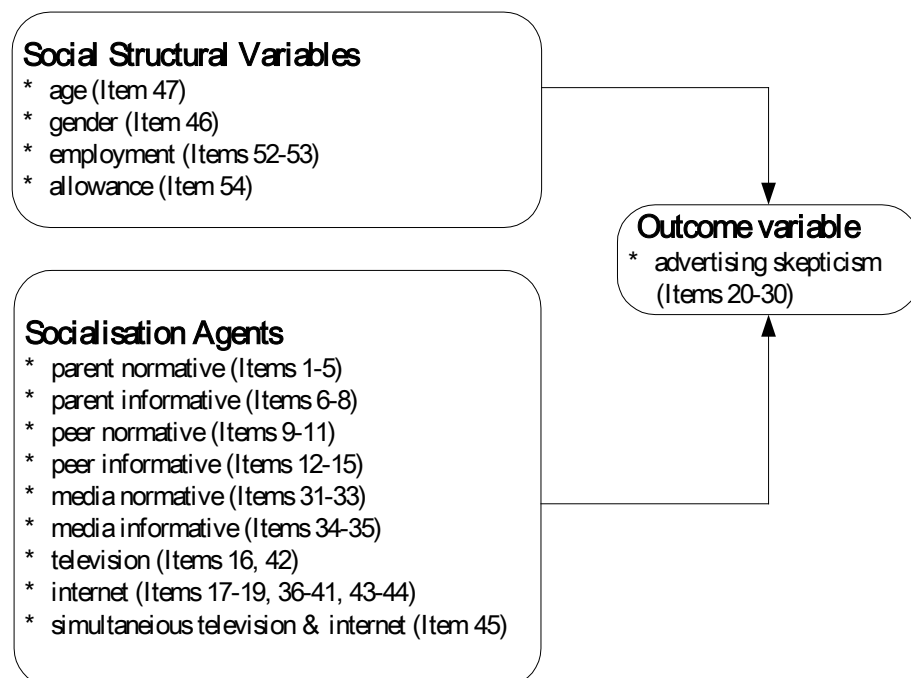 Social Structural Variables
* age (Item 47)
* gender (Item 46)
* employment (Items 52-53)
* allowance (Item 54)
Outcome variable
* advertising skepticism
(Items 20-30)
Socialisation Agents
* parent normative (Items 1-5)
* parent informative (Items 6-8)
* peer normative (Items 9-11)
* peer informative (Items 12-15)
* media normative (Items 31-33)
* media informative (Items 34-35)
* television (Items 16, 42)
* internet (Items 17-19, 36-41, 43-44)
* simultaneious television & internet (Item 45)